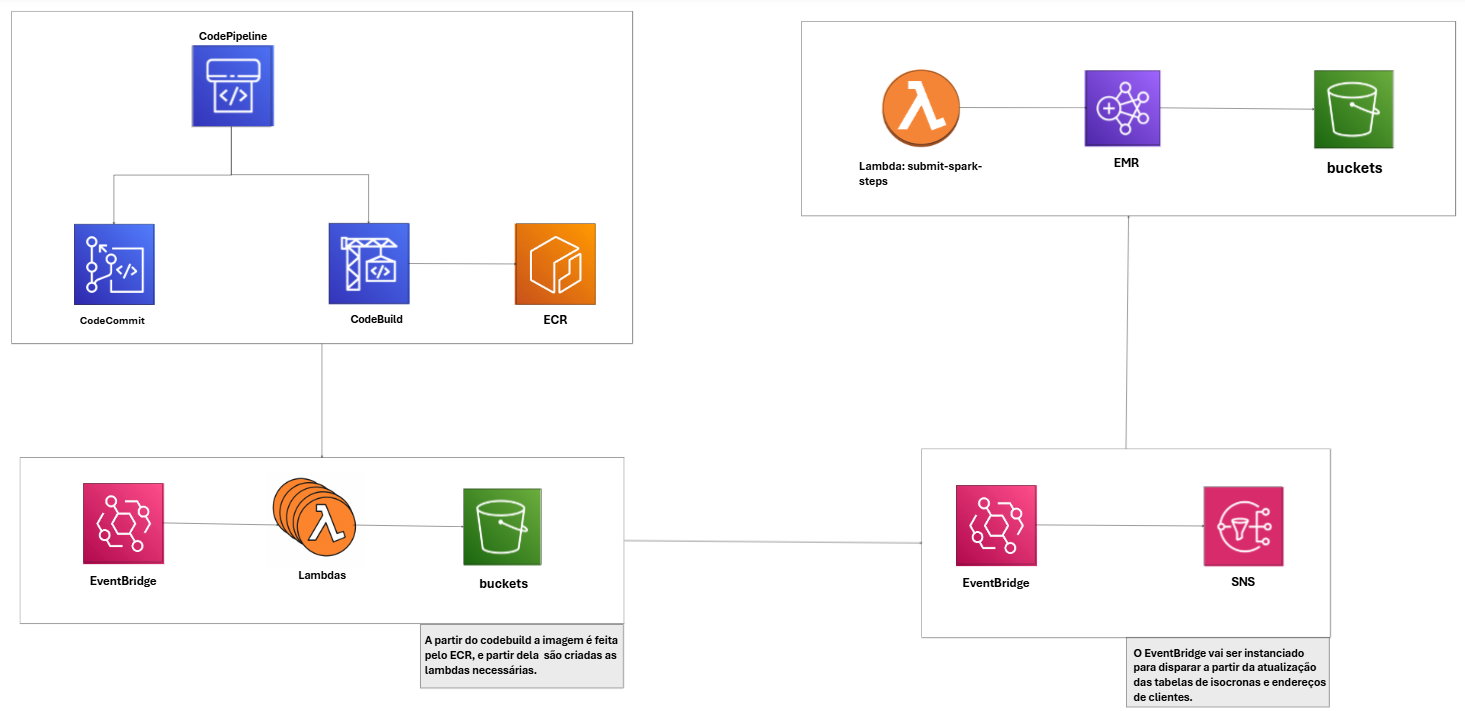 CodePipeline
CodeCommit
CodeBuild
ECR
Lambda: submit-spark-
steps
EMR
buckets
EventBridge
Lambdas
buckets
A partir do codebuild a imagem é feita
pelo ECR, e partir dela são criadas as
lambdas necessárias.
EventBridge
SNS
O EventBridge vai ser instanciado
para disparar a partir da atualização
das tabelas de isocronas e endereços
de clientes.